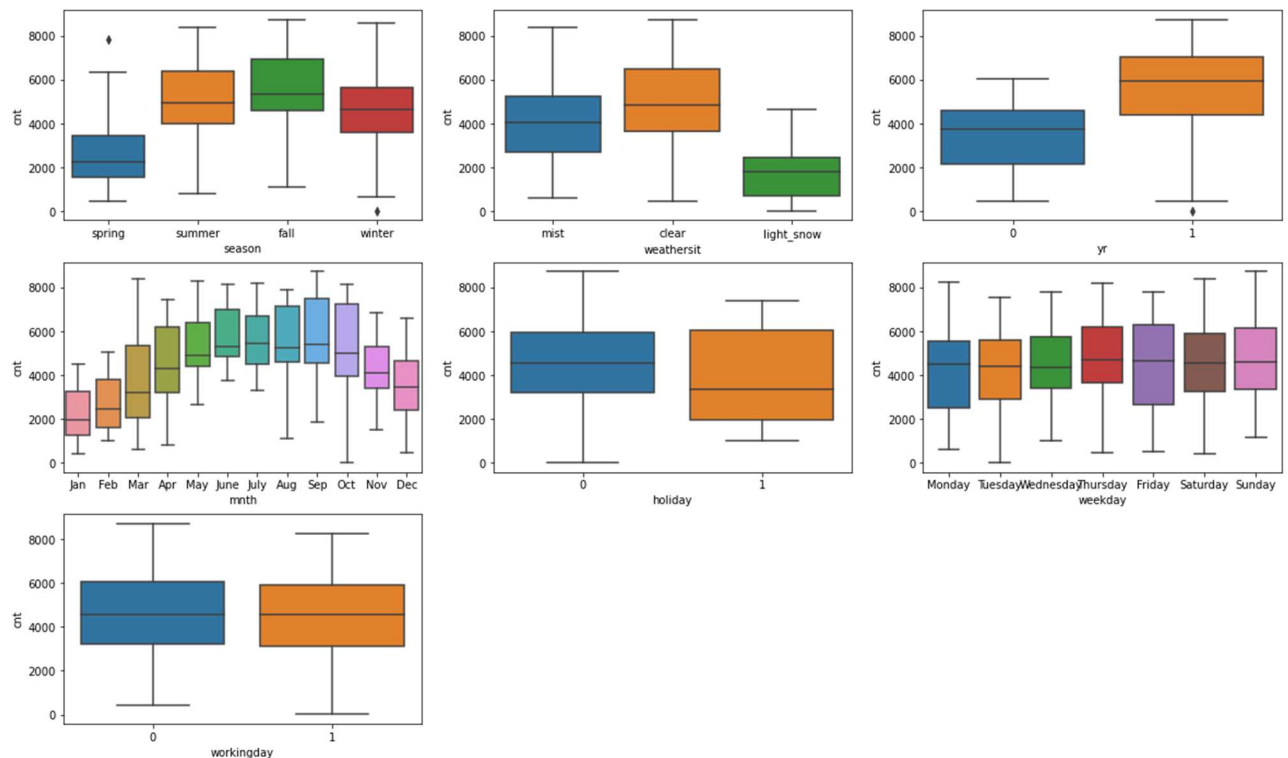 8000
6000
4000
2000
0
cnt
spring summer fall winter
season
8000
6000
4000
2000
0
cnt
mist clear light_snow
weathersit
8000
6000
4000
2000
0
cnt
0 1
yr
8000
6000
4000
2000
0
cnt
Jan Feb Mar Apr May June July Aug Sep Oct Nov Dec
mnth
8000
6000
4000
2000
0
cnt
0 1
holiday
8000
6000
4000
2000
0
cnt
Monday Tuesday Wednesday Thursday Friday Saturday Sunday
weekday
8000
6000
4000
2000
0
cnt
0 1
workingday